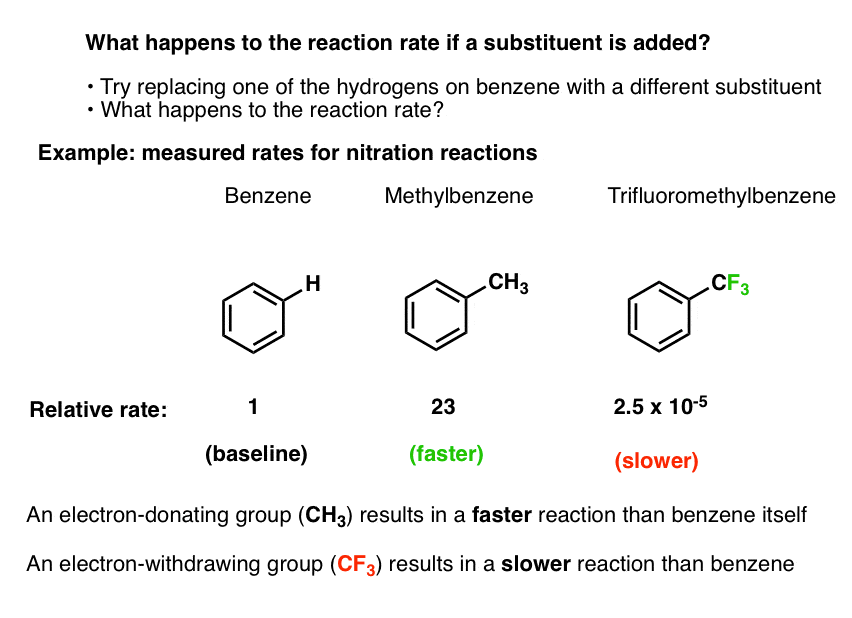 What happens to the reaction rate if a substituent is added?
• Try replacing one of the hydrogens on benzene with a different substituent
• What happens to the reaction rate?
Example: measured rates for nitration reactions
Benzene Methylbenzene Trifluoromethylbenzene
H CH₃ CF₃
Relative rate: 1 23 2.5 x 10⁻⁵
(baseline) (faster) (slower)
An electron-donating group (CH₃) results in a faster reaction than benzene itself
An electron-withdrawing group (CF₃) results in a slower reaction than benzene